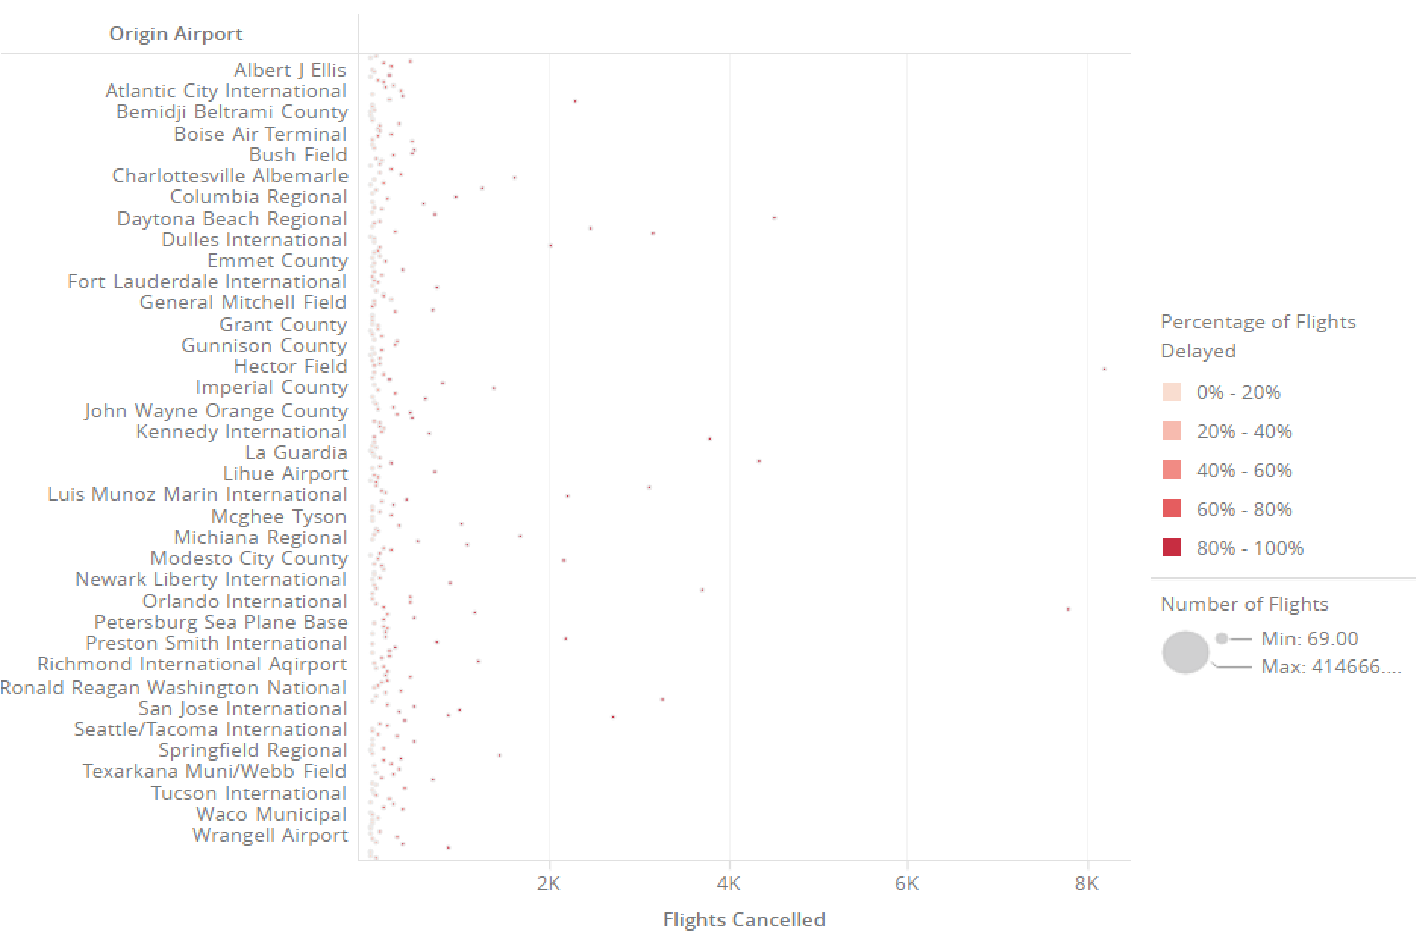 Origin Airport
Albert J Ellis
Atlantic City International
Bemidji Beltrami County
Boise Air Terminal
Bush Field
Charlottesville Albemarle
Columbia Regional
Daytona Beach Regional
Dulles International
Emmet County
Fort Lauderdale International
General Mitchell Field
Grant County
Gunnison County
Hector Field
Imperial County
John Wayne Orange County
Kennedy International
La Guardia
Lihue Airport
Luis Munoz Marin International
Mcghee Tyson
Michiana Regional
Modesto City County
Newark Liberty International
Orlando International
Petersburg Sea Plane Base
Preston Smith International
Richmond International Aqirport
Ronald Reagan Washington National
San Jose International
Seattle/Tacoma International
Springfield Regional
Texarkana Muni/Webb Field
Tucson International
Waco Municipal
Wrangell Airport
2K 4K 6K 8K
Flights Cancelled
Percentage of Flights
Delayed
0% - 20%
20% - 40%
40% - 60%
60% - 80%
80% - 100%
Number of Flights
Min: 69.00
Max: 414666....